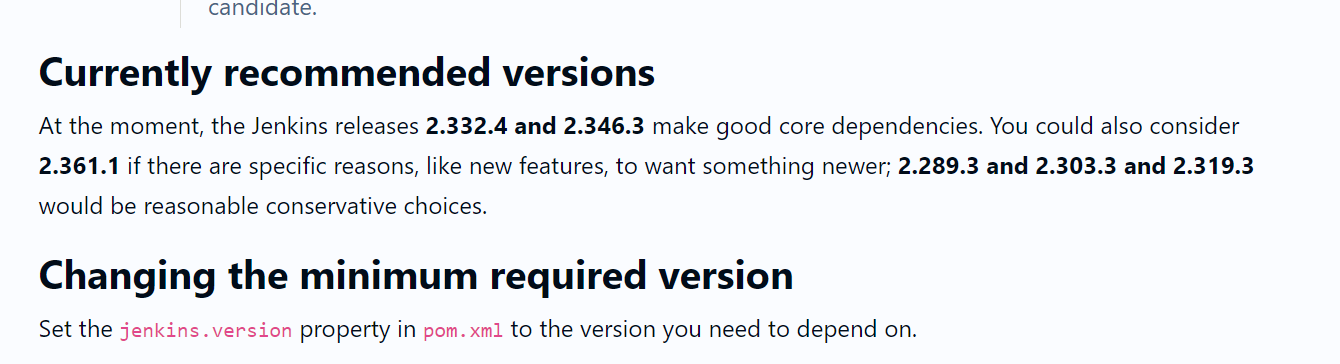 candidate.
Currently recommended versions
At the moment, the Jenkins releases 2.332.4 and 2.346.3 make good core dependencies. You could also consider
2.361.1 if there are specific reasons, like new features, to want something newer; 2.289.3 and 2.303.3 and 2.319.3
would be reasonable conservative choices.
Changing the minimum required version
Set the jenkins.version property in pom.xml to the version you need to depend on.